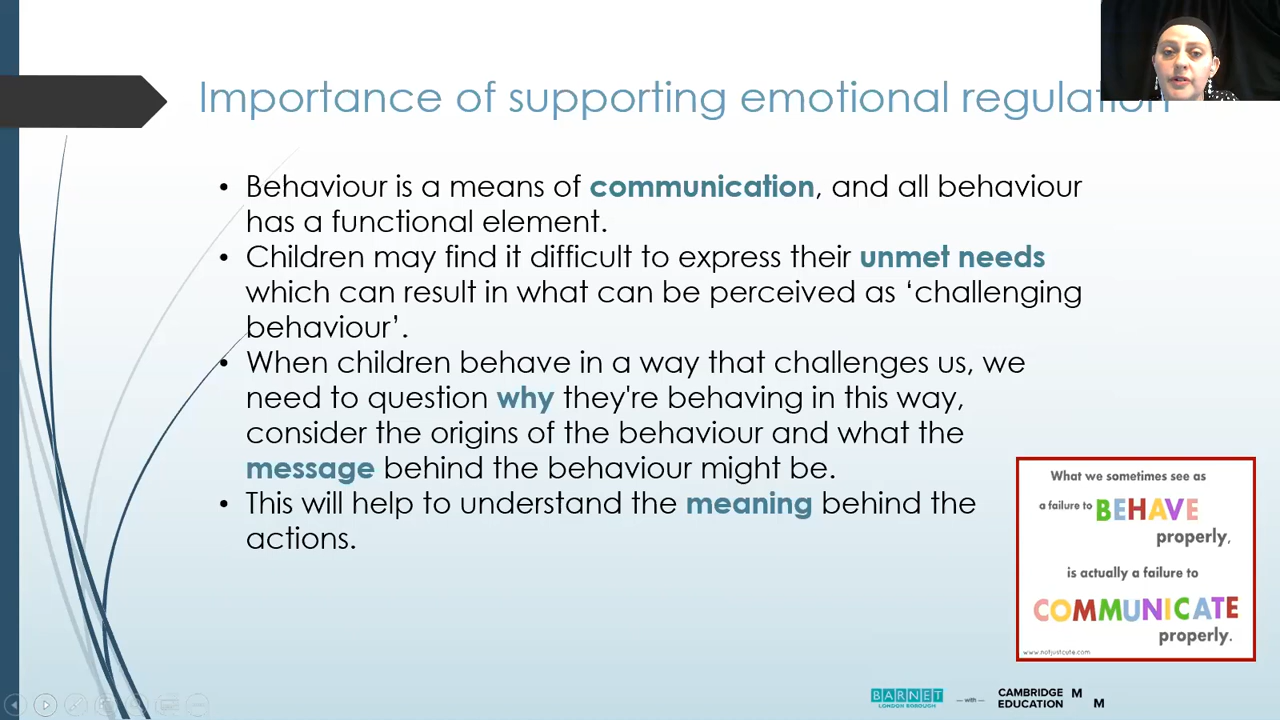 Importance of supporting emotional regulation
• Behaviour is a means of communication, and all behaviour
has a functional element.
• Children may find it difficult to express their unmet needs
which can result in what can be perceived as ‘challenging
behaviour’.
• When children behave in a way that challenges us, we
need to question why they're behaving in this way,
consider the origins of the behaviour and what the
message behind the behaviour might be.
• This will help to understand the meaning behind the
actions.
What we sometimes see as
a failure to BEHAVE
properly,
is actually a failure to
COMMUNICATE
properly.
www.notjustcute.com
BARNET
LONDON BOROUGH
—with—
CAMBRIDGE
EDUCATION
M
M